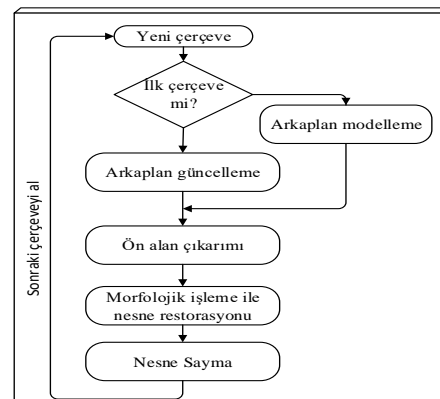 Yeni çerçeve
İlk çerçeve
mi?
Arkaplan modelleme
Arkaplan güncelleme
Ön alan çıkarımı
Morfolojik işleme ile
nesne restorasyonu
Nesne Sayma
Sonraki çerçeveyi al